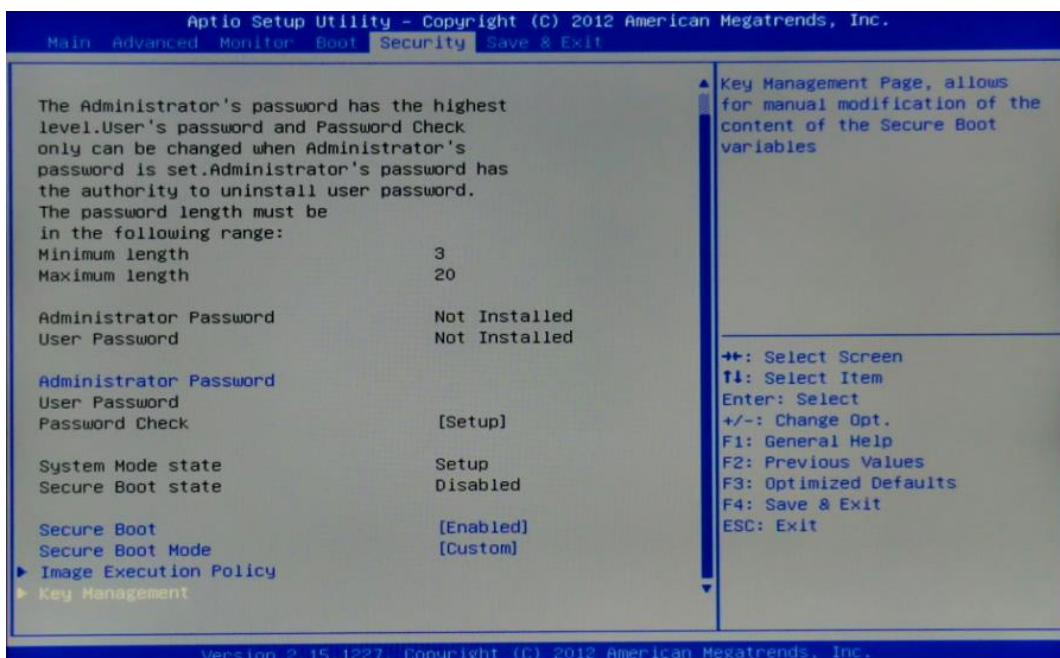 Aptio Setup Utility - Copyright (C) 2012 American Megatrends, Inc.
Main Advanced Monitor Boot Security Save & Exit
The Administrator's password has the highest
level.User's password and Password Check
only can be changed when Administrator's
password is set.Administrator's password has
the authority to uninstall user password.
The password length must be
in the following range:
Minimum length 3
Maximum length 20
Administrator Password Not Installed
User Password Not Installed
Administrator Password
User Password
Password Check [Setup]
System Mode state Setup
Secure Boot state Disabled
Secure Boot [Enabled]
Secure Boot Mode [Custom]
Image Execution Policy
Key Management
Key Management Page, allows
for manual modification of the
content of the Secure Boot
variables
→←: Select Screen
↑↓: Select Item
Enter: Select
+/-: Change Opt.
F1: General Help
F2: Previous Values
F3: Optimized Defaults
F4: Save & Exit
ESC: Exit
Version 2.15.1227. Copyright (C) 2012 American Megatrends, Inc.